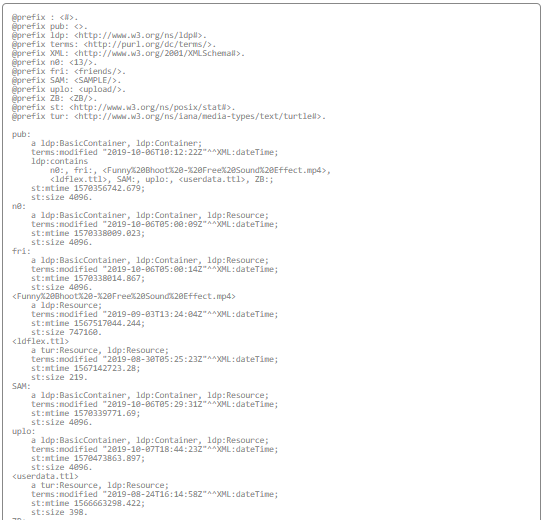 @prefix : <#>.
@prefix pub: <>.
@prefix ldp: <http://www.w3.org/ns/ldp#>.
@prefix terms: <http://purl.org/dc/terms/>.
@prefix XML: <http://www.w3.org/2001/XMLSchema#>.
@prefix n0: <13/>.
@prefix fri: <friends/>.
@prefix SAM: <SAMPLE/>.
@prefix uplo: <upload/>.
@prefix ZB: <ZB/>.
@prefix st: <http://www.w3.org/ns/posix/stat#>.
@prefix tur: <http://www.w3.org/ns/iana/media-types/text/turtle#>.
pub:
a ldp:BasicContainer, ldp:Container;
terms:modified "2019-10-06T10:12:22Z"^^XML:dateTime;
ldp:contains
n0:, fri:, <Funny%20Bhoot%20-%20Free%20Sound%20Effect.mp4>,
<ldflex.ttl>, SAM:, uplo:, <userdata.ttl>, ZB:;
st:mtime 1570356742.679;
st:size 4096.
n0:
a ldp:BasicContainer, ldp:Container, ldp:Resource;
terms:modified "2019-10-06T05:00:09Z"^^XML:dateTime;
st:mtime 1570338009.023;
st:size 4096.
fri:
a ldp:BasicContainer, ldp:Container, ldp:Resource;
terms:modified "2019-10-06T05:00:14Z"^^XML:dateTime;
st:mtime 1570338014.867;
st:size 4096.
<Funny%20Bhoot%20-%20Free%20Sound%20Effect.mp4>
a ldp:Resource;
terms:modified "2019-09-03T13:24:04Z"^^XML:dateTime;
st:mtime 1567517044.244;
st:size 747160.
<ldflex.ttl>
a tur:Resource, ldp:Resource;
terms:modified "2019-08-30T05:25:23Z"^^XML:dateTime;
st:mtime 1567142723.28;
st:size 219.
SAM:
a ldp:BasicContainer, ldp:Container, ldp:Resource;
terms:modified "2019-10-06T05:29:31Z"^^XML:dateTime;
st:mtime 1570339771.69;
st:size 4096.
uplo:
a ldp:BasicContainer, ldp:Container, ldp:Resource;
terms:modified "2019-10-07T18:44:23Z"^^XML:dateTime;
st:mtime 1570473863.897;
st:size 4096.
<userdata.ttl>
a tur:Resource, ldp:Resource;
terms:modified "2019-08-24T16:14:58Z"^^XML:dateTime;
st:mtime 1566663298.422;
st:size 398.